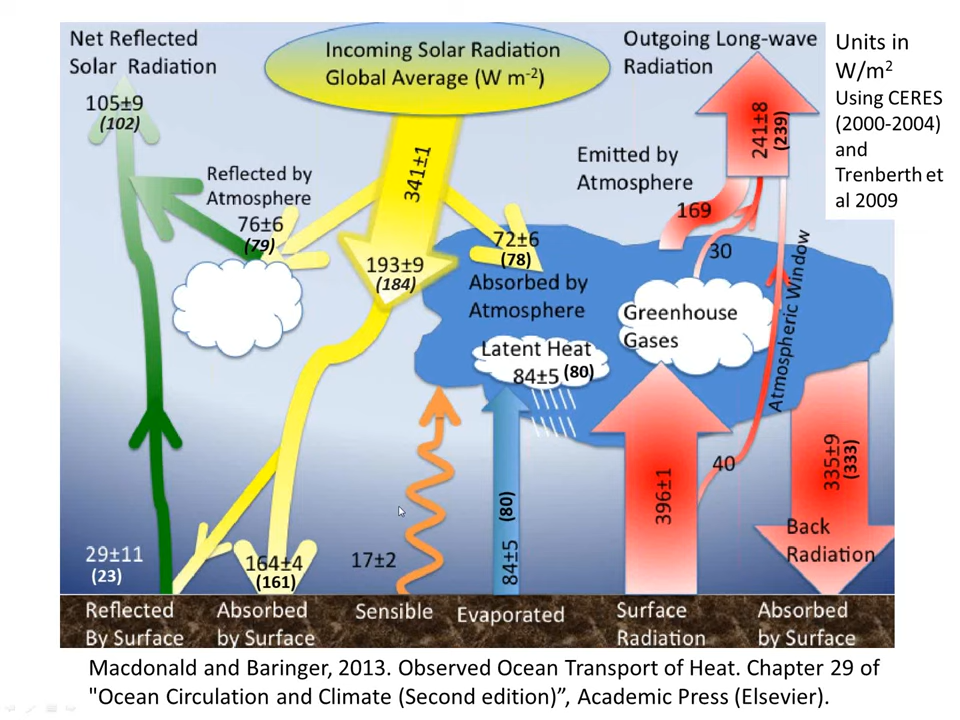 Net Reflected
Solar Radiation
105±9
(102)
Incoming Solar Radiation
Global Average (W m-2)
Outgoing Long-wave
Radiation
Units in
W/m2
Using CERES
(2000-2004)
and
Trenberth et
al 2009
341±1
241±8
(239)
Emitted by
Atmosphere
169
Reflected by
Atmosphere
76±6
(79)
72±6
(78)
Absorbed by
Atmosphere
193±9
(184)
30
Greenhouse
Gases
Atmospheric Window
Latent Heat
84±5 (80)
40
396±1
335±9
(333)
Back
Radiation
29±11
(23)
164±4
(161)
17±2
84±5 (80)
Reflected
By Surface
Absorbed
by Surface
Sensible
Evaporated
Surface
Radiation
Absorbed
by Surface
Macdonald and Baringer, 2013. Observed Ocean Transport of Heat. Chapter 29 of
"Ocean Circulation and Climate (Second edition)”, Academic Press (Elsevier).